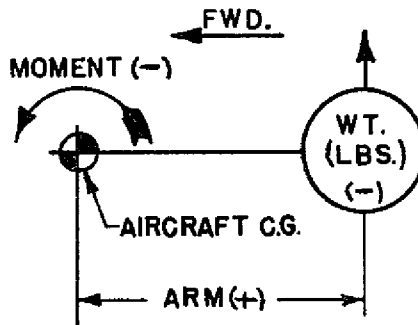 FWD.
MOMENT (-)
WT.
(LBS.)
(-)
AIRCRAFT C.G.
ARM (+)